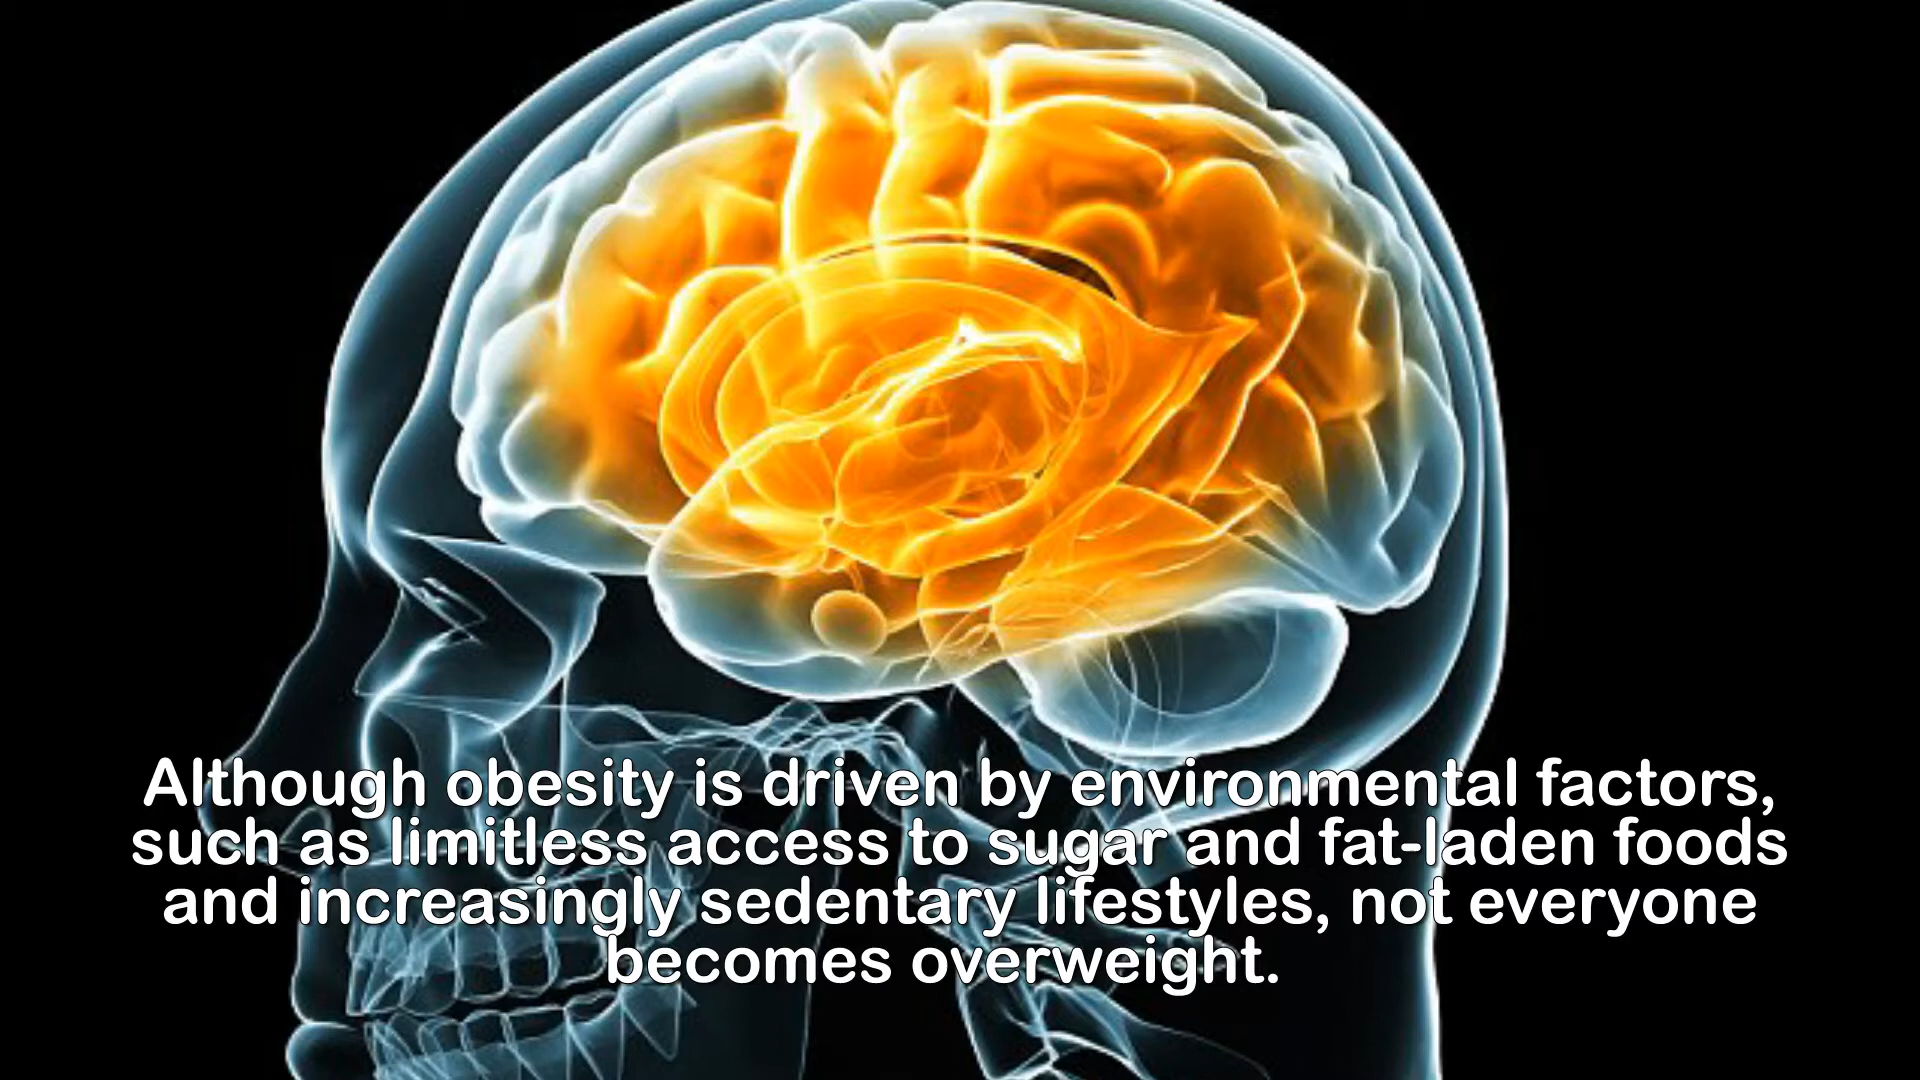 Although obesity is driven by environmental factors,
such as limitless access to sugar and fat-laden foods
and increasingly sedentary lifestyles, not everyone
becomes overweight.